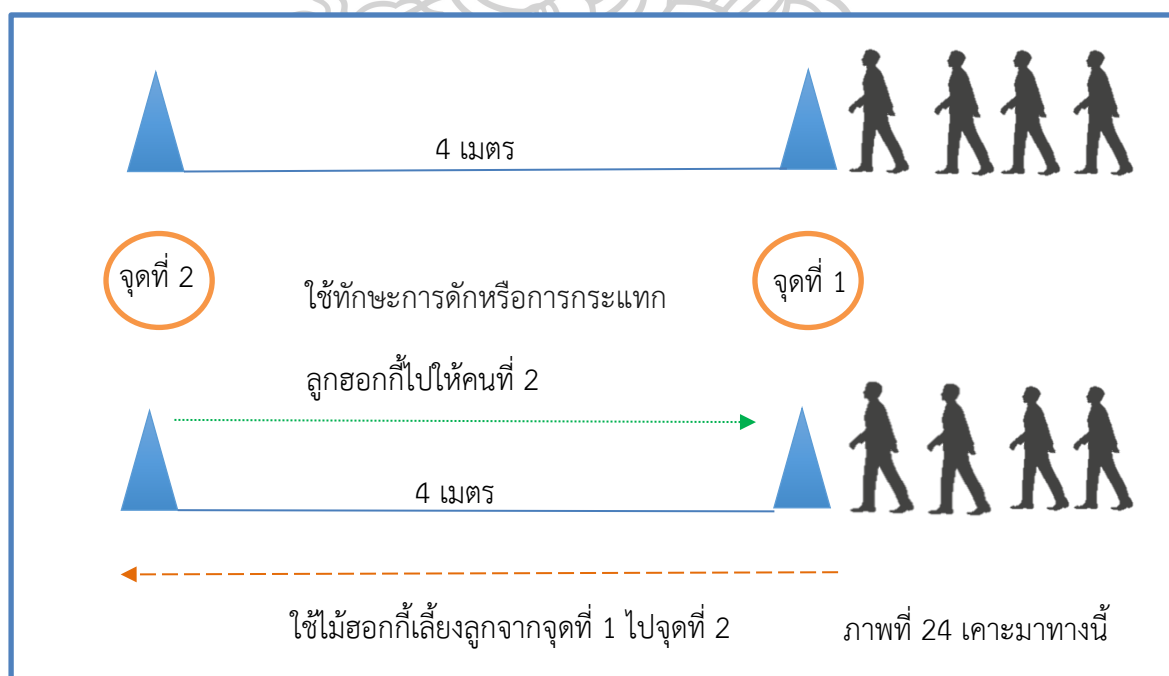 4 เมตร
จุดที่ 2
จุดที่ 1
ใช้ทักษะการดักหรือการกระแทก
ลูกฮอกกี้ไปให้คนที่ 2
4 เมตร
ใช้ไม้ฮอกกี้เลี้ยงลูกจากจุดที่ 1 ไปจุดที่ 2
ภาพที่ 24 เคาะมาทางนี้